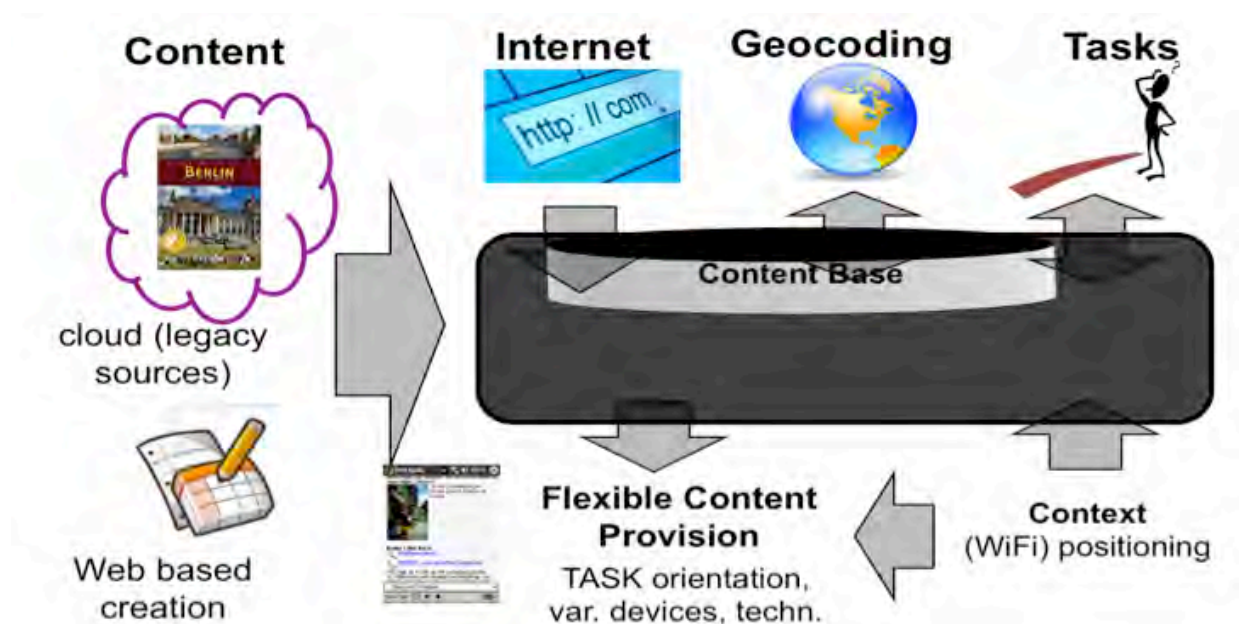 Content
Internet
Geocoding
Tasks
http: // com
BERLIN
Content Base
cloud (legacy
sources)
Web based
creation
Flexible Content
Provision
TASK orientation,
var. devices, techn.
Context
(WiFi) positioning